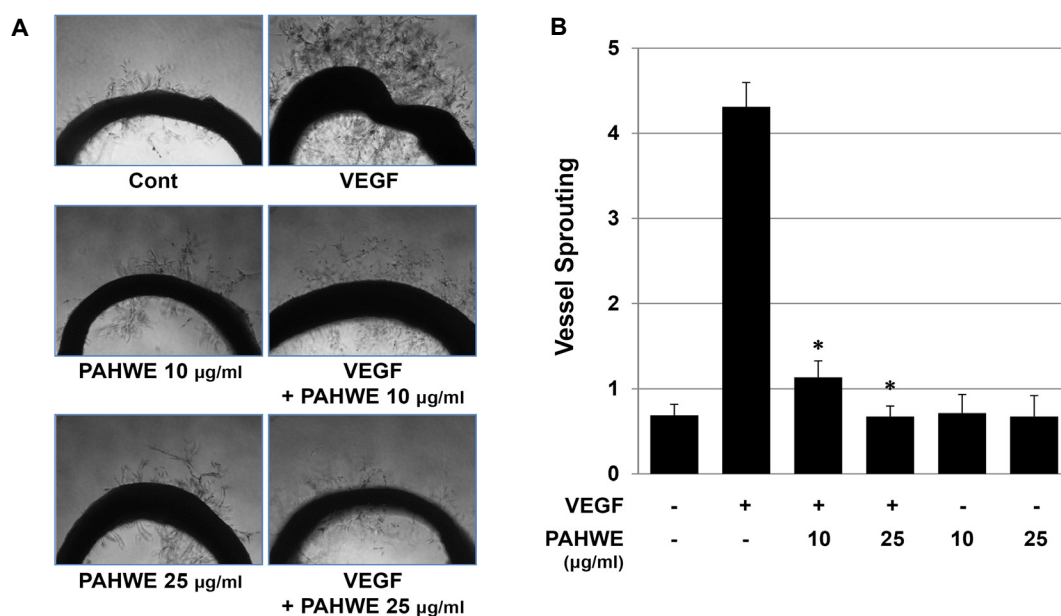 A
Cont
VEGF
PAHWE 10 µg/ml
VEGF
+ PAHWE 10 µg/ml
PAHWE 25 µg/ml
VEGF
+ PAHWE 25 µg/ml
B
Vessel Sprouting
5
4
3
2
1
0
*
*
VEGF - + + + - -
PAHWE - - 10 25 10 25
(µg/ml)